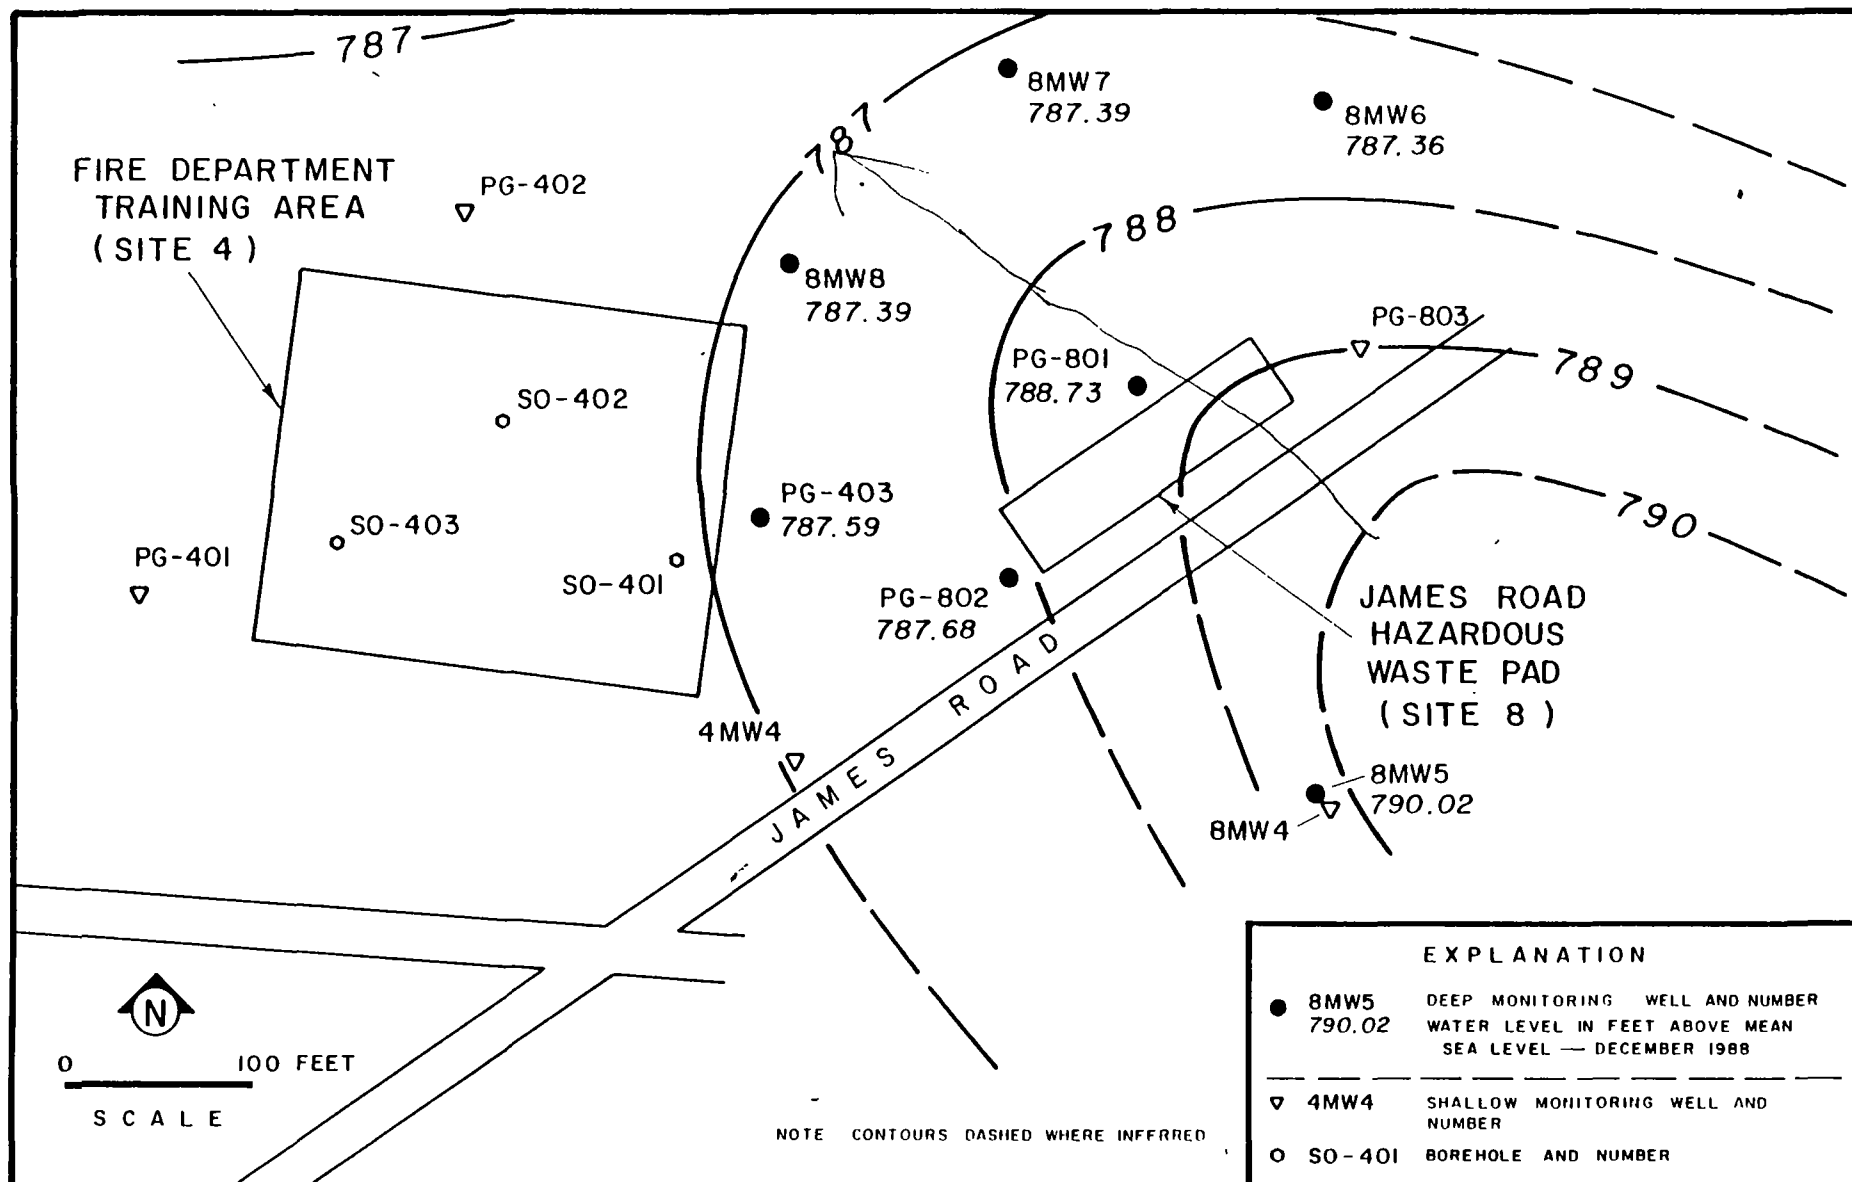 787
8MW7
787.39
8MW6
787.36
787
FIRE DEPARTMENT
TRAINING AREA
(SITE 4)
PG-402
788
8MW8
787.39
PG-803
PG-801
788.73
789
SO-402
PG-403
787.59
790
SO-403
PG-401
SO-401
PG-802
787.68
JAMES ROAD
HAZARDOUS
WASTE PAD
(SITE 8)
JAMES ROAD
4MW4
8MW5
790.02
8MW4
N
0 100 FEET
SCALE
NOTE CONTOURS DASHED WHERE INFERRED
EXPLANATION
8MW5 DEEP MONITORING WELL AND NUMBER
790.02 WATER LEVEL IN FEET ABOVE MEAN
SEA LEVEL — DECEMBER 1988
4MW4 SHALLOW MONITORING WELL AND
NUMBER
SO-401 BOREHOLE AND NUMBER